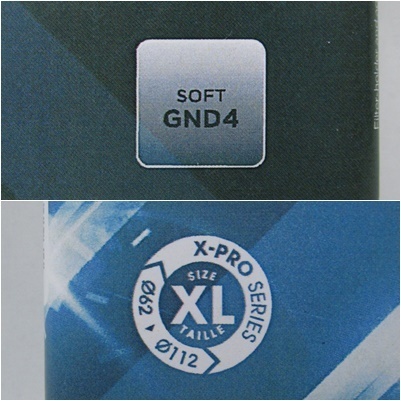 SOFT
GND4
X-PRO SERIES
SIZE
XL
TAILLE
Ø62 ▸ Ø112